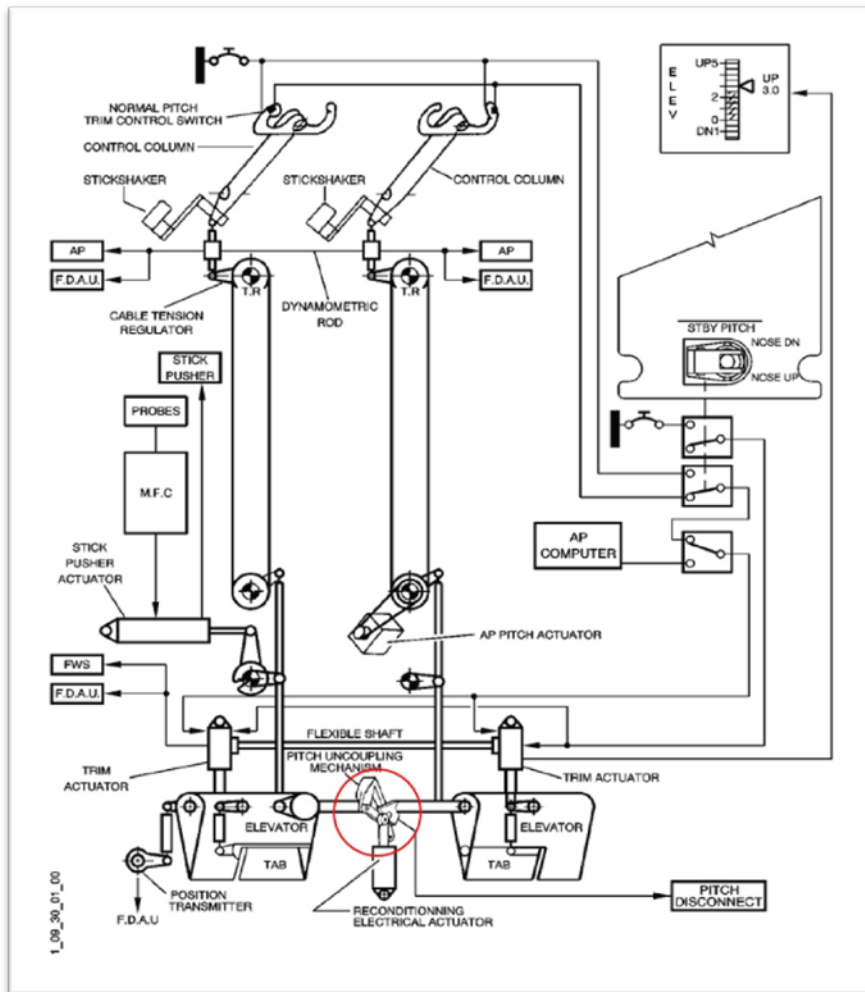 UP5
E
L
E
V
2
0
DN1
UP
3.0
NORMAL PITCH
TRIM CONTROL SWITCH
CONTROL COLUMN
STICKSHAKER
STICKSHAKER
CONTROL COLUMN
AP
AP
F.D.A.U.
F.D.A.U.
T.R
T.R
CABLE TENSION
REGULATOR
DYNAMOMETRIC
ROD
STBY PITCH
NOSE DN
NOSE UP
STICK
PUSHER
PROBES
M.F.C
AP
COMPUTER
STICK
PUSHER
ACTUATOR
AP PITCH ACTUATOR
FWS
F.D.A.U.
FLEXIBLE SHAFT
PITCH UNCOUPLING
MECHANISM
TRIM
ACTUATOR
TRIM ACTUATOR
ELEVATOR
ELEVATOR
TAB
TAB
POSITION
TRANSMITTER
F.D.A.U
RECONDITIONNING
ELECTRICAL ACTUATOR
PITCH
DISCONNECT
1_09_30_01_00